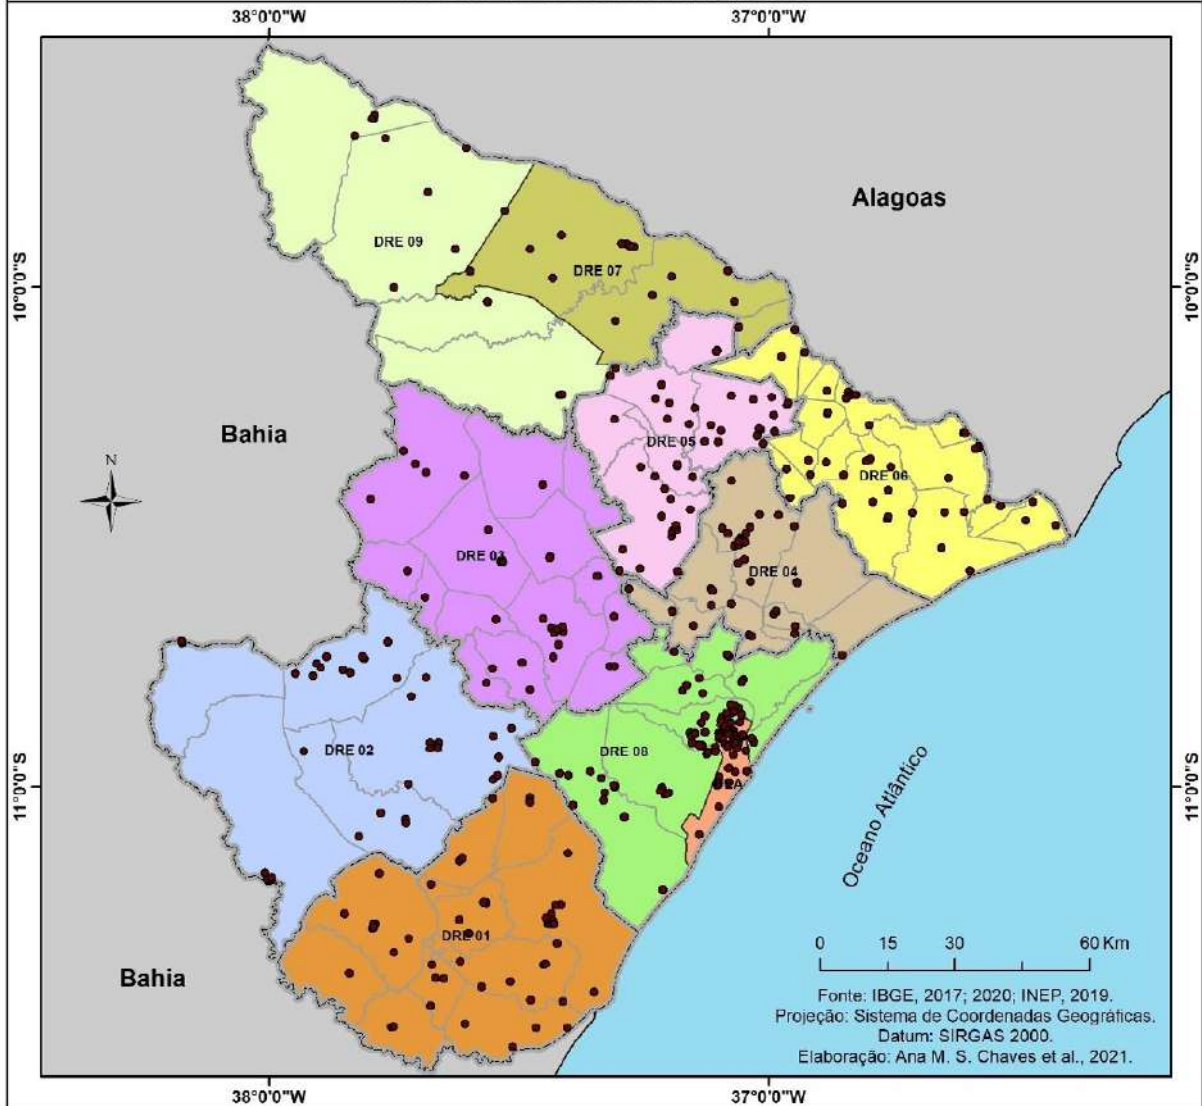 38°0'0"W 37°0'0"W
Alagoas
DRE 09
DRE 07
10°0'0"S 10°0'0"S
Bahia
DRE 05
N
DRE 06
DRE 03
DRE 04
DRE 02
DRE 08
11°0'0"S 11°0'0"S
Oceano Atlântico
DRE 01
Bahia
0 15 30 60 Km
Fonte: IBGE, 2017; 2020; INEP, 2019.
Projeção: Sistema de Coordenadas Geográficas.
Datum: SIRGAS 2000.
Elaboração: Ana M. S. Chaves et al., 2021.
38°0'0"W 37°0'0"W